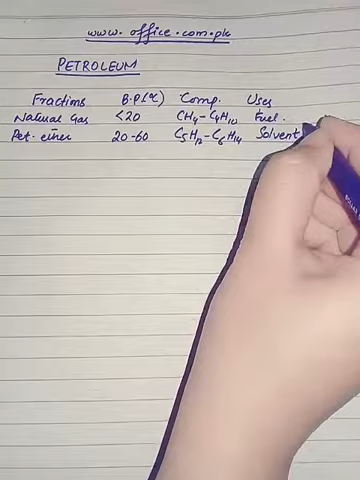 www.office.com.pk
PETROLEUM
Fractions B.P(°C) Comp. Uses
Natural Gas <20 CH₄-C₄H₁₀ Fuel.
Pet. ether 20-60 C₅H₁₂-C₆H₁₄ Solvent